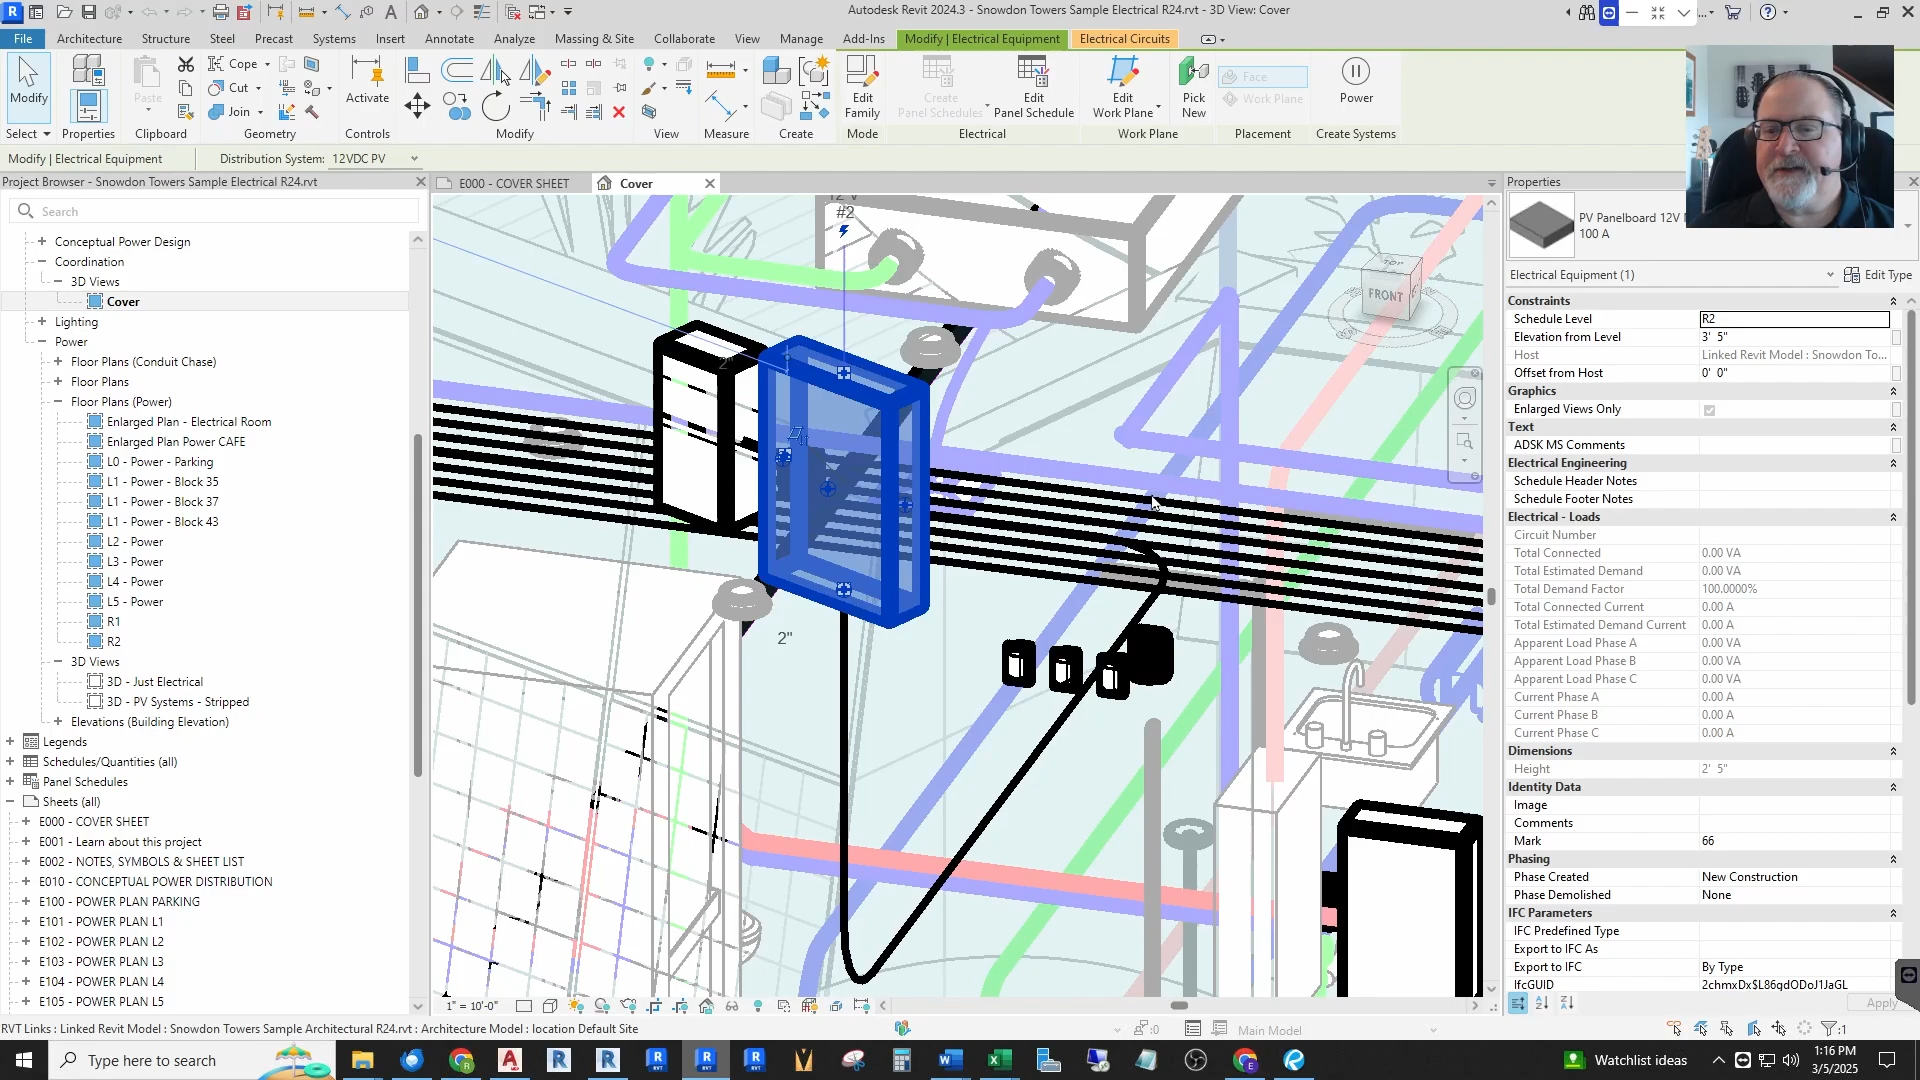 Autodesk Revit 2024.3 - Snowdon Towers Sample Electrical R24.rvt - 3D View: Cover
File Architecture Structure Steel Precast Systems Insert Annotate Analyze Massing & Site Collaborate View Manage Add-Ins Modify | Electrical Equipment Electrical Circuits
Modify
Paste
Cope
Cut
Join
Activate
Edit Family
Create Panel Schedules
Edit Panel Schedule
Edit Work Plane
Pick New
Face
Work Plane
Power
Select Properties Clipboard Geometry Controls Modify View Measure Create Mode Electrical Work Plane Placement Create Systems
Modify | Electrical Equipment Distribution System: 12VDC PV
Project Browser - Snowdon Towers Sample Electrical R24.rvt
Search
Conceptual Power Design
Coordination
3D Views
Cover
Lighting
Power
Floor Plans (Conduit Chase)
Floor Plans
Floor Plans (Power)
Enlarged Plan - Electrical Room
Enlarged Plan Power CAFE
L0 - Power - Parking
L1 - Power - Block 35
L1 - Power - Block 37
L1 - Power - Block 43
L2 - Power
L3 - Power
L4 - Power
L5 - Power
R1
R2
3D Views
3D - Just Electrical
3D - PV Systems - Stripped
Elevations (Building Elevation)
Legends
Schedules/Quantities (all)
Panel Schedules
Sheets (all)
E000 - COVER SHEET
E001 - Learn about this project
E002 - NOTES, SYMBOLS & SHEET LIST
E010 - CONCEPTUAL POWER DISTRIBUTION
E100 - POWER PLAN PARKING
E101 - POWER PLAN L1
E102 - POWER PLAN L2
E103 - POWER PLAN L3
E104 - POWER PLAN L4
E105 - POWER PLAN L5
E000 - COVER SHEET Cover
12 V
#2
2"
2"
TOP
FRONT
1" = 10'-0"
Properties
PV Panelboard 12V
100 A
Electrical Equipment (1) Edit Type
Constraints
Schedule Level R2
Elevation from Level 3' 5"
Host Linked Revit Model : Snowdon To...
Offset from Host 0' 0"
Graphics
Enlarged Views Only
Text
ADSK MS Comments
Electrical Engineering
Schedule Header Notes
Schedule Footer Notes
Electrical - Loads
Circuit Number
Total Connected 0.00 VA
Total Estimated Demand 0.00 VA
Total Demand Factor 100.0000%
Total Connected Current 0.00 A
Total Estimated Demand Current 0.00 A
Apparent Load Phase A 0.00 VA
Apparent Load Phase B 0.00 VA
Apparent Load Phase C 0.00 VA
Current Phase A 0.00 A
Current Phase B 0.00 A
Current Phase C 0.00 A
Dimensions
Height 2' 5"
Identity Data
Image
Comments
Mark 66
Phasing
Phase Created New Construction
Phase Demolished None
IFC Parameters
IFC Predefined Type
Export to IFC As
Export to IFC By Type
IfcGUID 2chmxDx$L86qdODoJ1JaGL
Apply
RVT Links : Linked Revit Model : Snowdon Towers Sample Architectural R24.rvt : Architecture Model : location Default Site
:0
Main Model
:1
Type here to search
Watchlist ideas
1:16 PM
3/5/2025